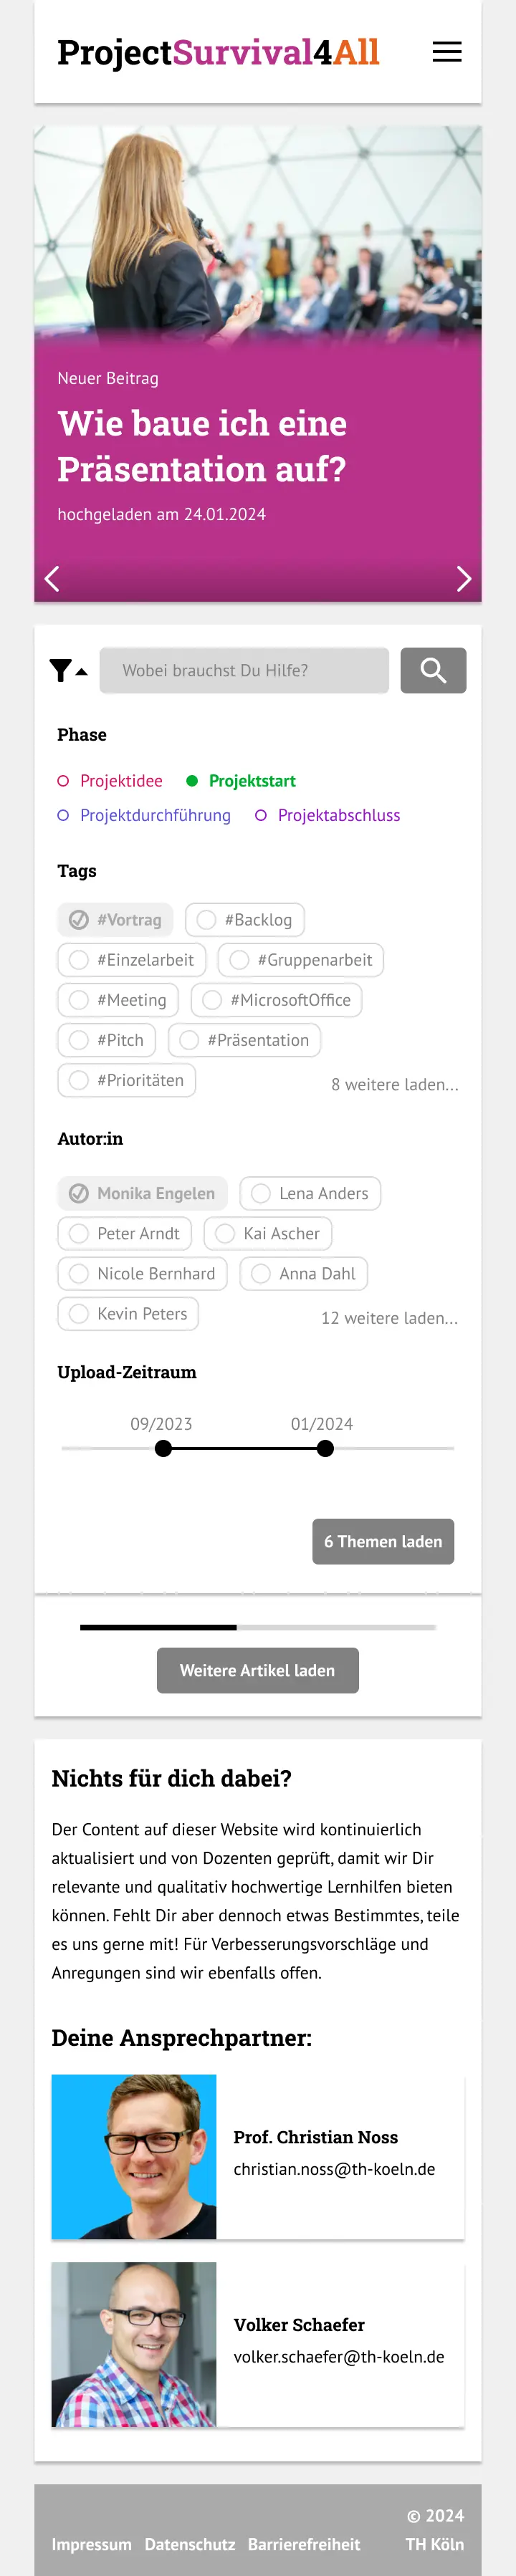 ProjectSurvival4All
Neuer Beitrag
Wie baue ich eine
Präsentation auf?
hochgeladen am 24.01.2024
Wobei brauchst Du Hilfe?
Phase
Projektidee Projektstart
Projektdurchführung Projektabschluss
Tags
#Vortrag #Backlog
#Einzelarbeit #Gruppenarbeit
#Meeting #MicrosoftOffice
#Pitch #Präsentation
#Prioritäten 8 weitere laden...
Autor:in
Monika Engelen Lena Anders
Peter Arndt Kai Ascher
Nicole Bernhard Anna Dahl
Kevin Peters 12 weitere laden...
Upload-Zeitraum
09/2023 01/2024
6 Themen laden
Weitere Artikel laden
Nichts für dich dabei?
Der Content auf dieser Website wird kontinuierlich
aktualisiert und von Dozenten geprüft, damit wir Dir
relevante und qualitativ hochwertige Lernhilfen bieten
können. Fehlt Dir aber dennoch etwas Bestimmtes, teile
es uns gerne mit! Für Verbesserungsvorschläge und
Anregungen sind wir ebenfalls offen.
Deine Ansprechpartner:
Prof. Christian Noss
christian.noss@th-koeln.de
Volker Schaefer
volker.schaefer@th-koeln.de
© 2024
Impressum Datenschutz Barrierefreiheit TH Köln